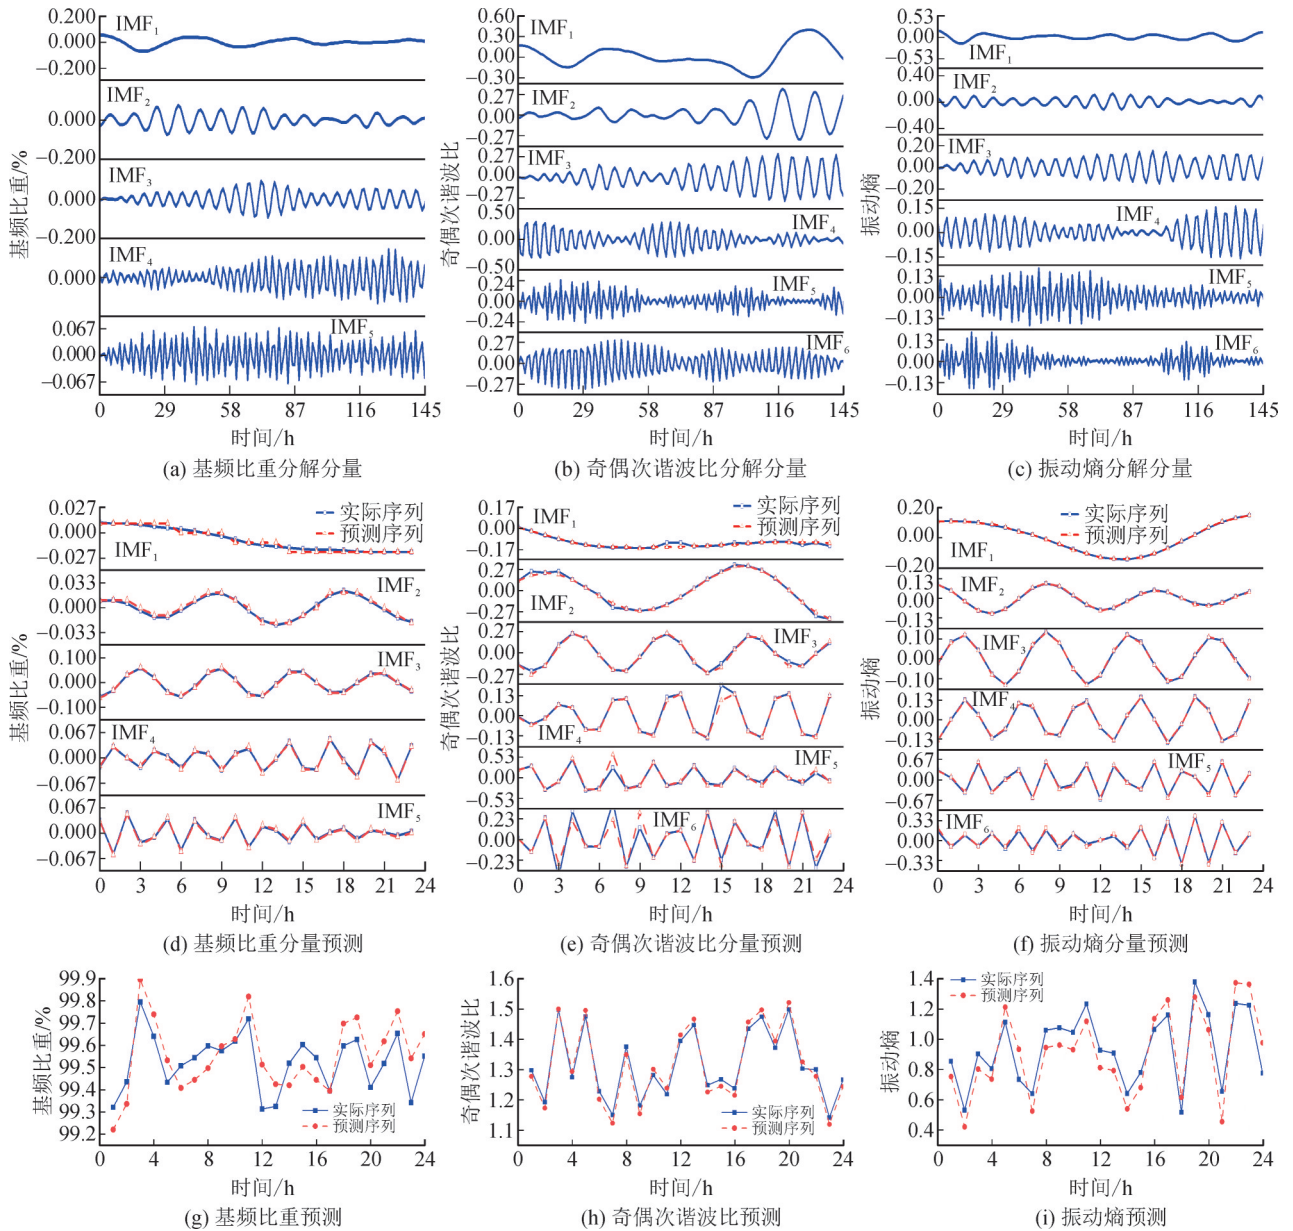 0.200
0.000
−0.200
IMF1
0.000
−0.200
IMF2
0.000
−0.200
IMF3
0.000
IMF4
0.067
0.000
−0.067
IMF5
基频比重/%
0 29 58 87 116 145
时间/h
(a) 基频比重分解分量
0.60
0.00
−0.30
IMF1
0.27
0.00
−0.27
IMF2
0.27
0.00
−0.27
IMF3
0.50
0.00
−0.50
IMF4
0.24
0.00
−0.24
IMF5
0.27
0.00
−0.27
IMF6
奇偶次谐波比
0 29 58 87 116 145
时间/h
(b) 奇偶次谐波比分解分量
0.53
0.00
−0.53
IMF1
0.40
0.00
−0.40
IMF2
0.20
0.00
−0.20
IMF3
0.15
0.00
−0.15
IMF4
0.13
0.00
−0.13
IMF5
0.13
0.00
−0.13
IMF6
振动熵
0 29 58 87 116 145
时间/h
(c) 振动熵分解分量
0.027
0.000
−0.027
IMF1
实际序列
预测序列
0.033
0.000
−0.033
IMF2
0.100
0.000
−0.100
IMF3
0.067
0.000
−0.067
IMF4
0.067
0.000
−0.067
IMF5
基频比重/%
0 3 6 9 12 15 18 21 24
时间/h
(d) 基频比重分量预测
0.17
0.00
−0.17
IMF1
实际序列
预测序列
0.27
0.00
−0.27
IMF2
0.27
0.00
−0.27
IMF3
0.13
0.00
−0.13
IMF4
0.53
0.00
−0.53
IMF5
0.23
0.00
−0.23
IMF6
奇偶次谐波比
0 3 6 9 12 15 18 21 24
时间/h
(e) 奇偶次谐波比分量预测
0.20
0.00
−0.20
IMF1
实际序列
预测序列
0.13
0.00
−0.13
IMF2
0.10
0.00
−0.10
IMF3
0.13
0.00
−0.13
IMF4
0.67
0.00
−0.67
IMF5
0.33
0.00
−0.33
IMF6
振动熵
0 3 6 9 12 15 18 21 24
时间/h
(f) 振动熵分量预测
99.9
99.8
99.7
99.6
99.5
99.4
99.3
99.2
基频比重/%
实际序列
预测序列
0 4 8 12 16 20 24
时间/h
(g) 基频比重预测
1.6
1.5
1.4
1.3
1.2
1.1
奇偶次谐波比
实际序列
预测序列
0 4 8 12 16 20 24
时间/h
(h) 奇偶次谐波比预测
1.4
1.2
1.0
0.8
0.6
0.4
振动熵
实际序列
预测序列
0 2 4 6 8 10 12 14 16 18 20 22 24
时间/h
(i) 振动熵预测